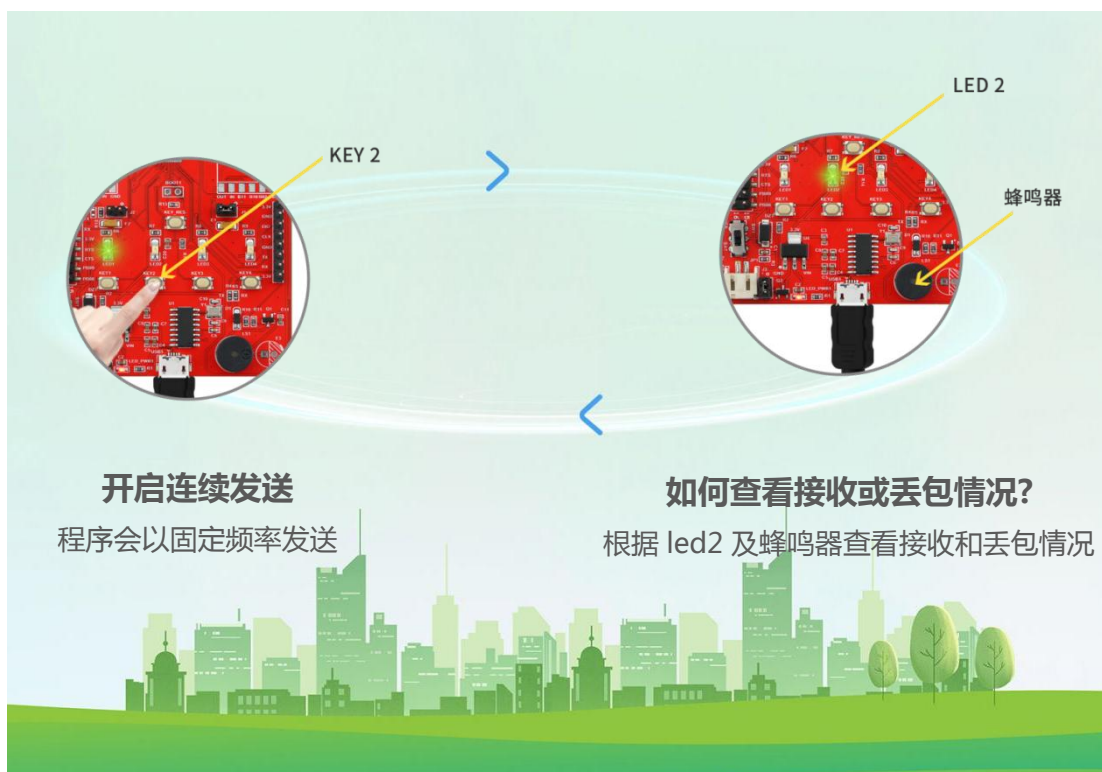 LED 2
KEY 2
蜂鸣器
开启连续发送
程序会以固定频率发送
如何查看接收或丢包情况?
根据 led2 及蜂鸣器查看接收和丢包情况